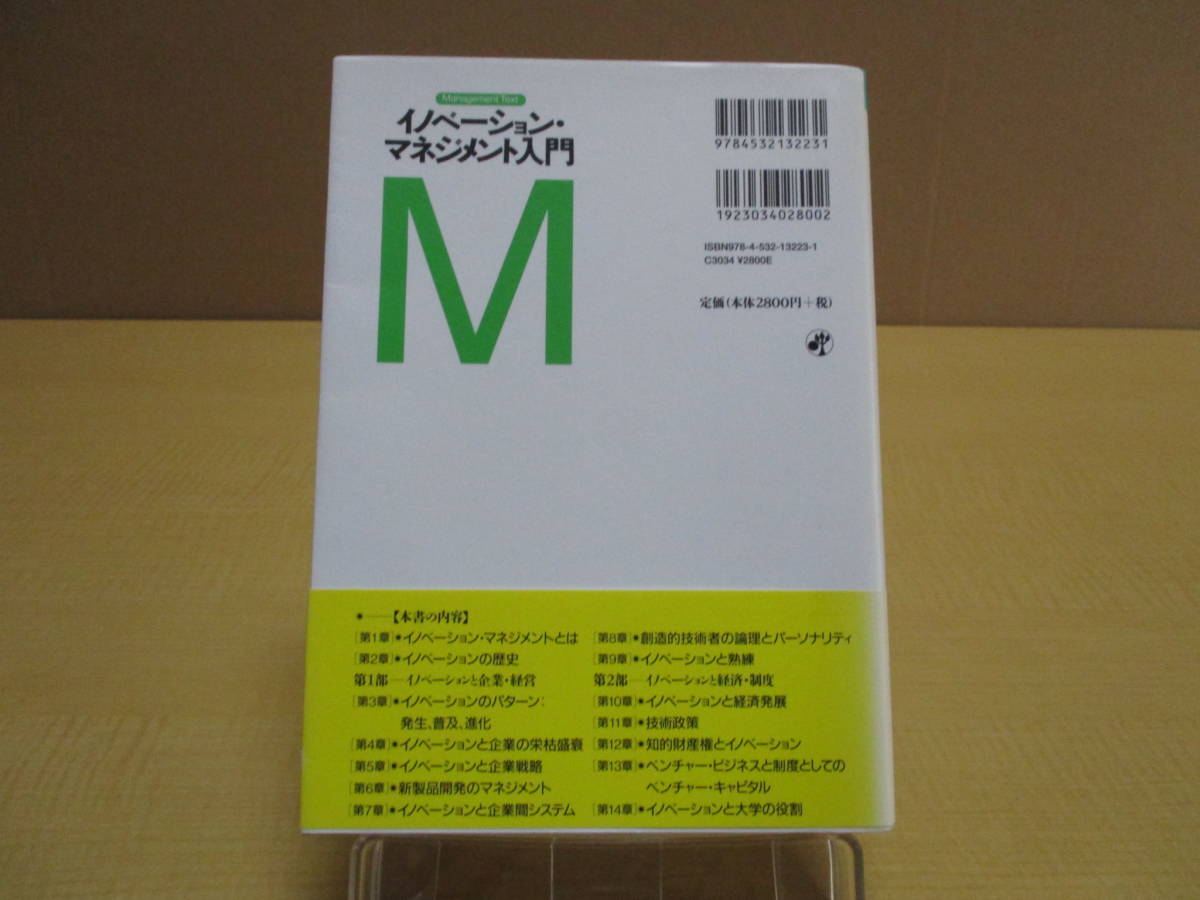 Management Text
イノベーション・
マネジメント入門
M
9784532132231
1923034028002
ISBN978-4-532-13223-1
C3034 ¥2800E
定価(本体2800円+税)
●——【本書の内容】
[第1章]●イノベーション・マネジメントとは
[第2章]●イノベーションの歴史
第1部—イノベーションと企業・経営
[第3章]●イノベーションのパターン:
発生、普及、進化
[第4章]●イノベーションと企業の栄枯盛衰
[第5章]●イノベーションと企業戦略
[第6章]●新製品開発のマネジメント
[第7章]●イノベーションと企業間システム
[第8章]●創造的技術者の論理とパーソナリティ
[第9章]●イノベーションと熟練
第2部—イノベーションと経済・制度
[第10章]●イノベーションと経済発展
[第11章]●技術政策
[第12章]●知的財産権とイノベーション
[第13章]●ベンチャー・ビジネスと制度としての
ベンチャー・キャピタル
[第14章]●イノベーションと大学の役割